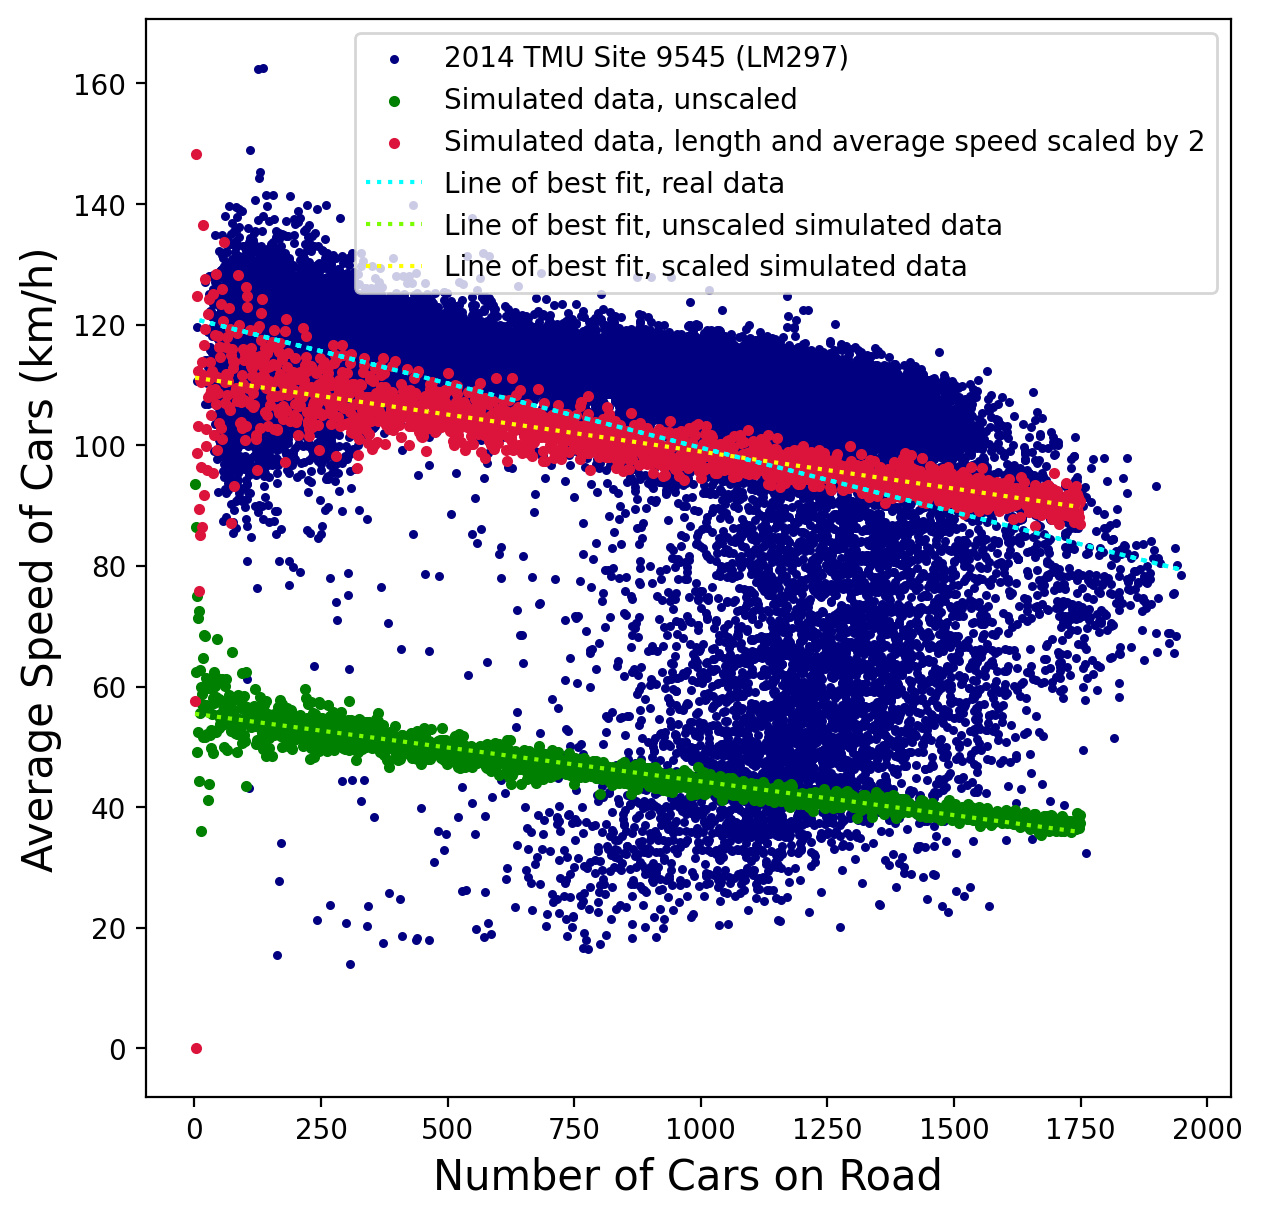 2014 TMU Site 9545 (LM297)
Simulated data, unscaled
Simulated data, length and average speed scaled by 2
Line of best fit, real data
Line of best fit, unscaled simulated data
Line of best fit, scaled simulated data
Average Speed of Cars (km/h)
160
140
120
100
80
60
40
20
0
0 250 500 750 1000 1250 1500 1750 2000
Number of Cars on Road